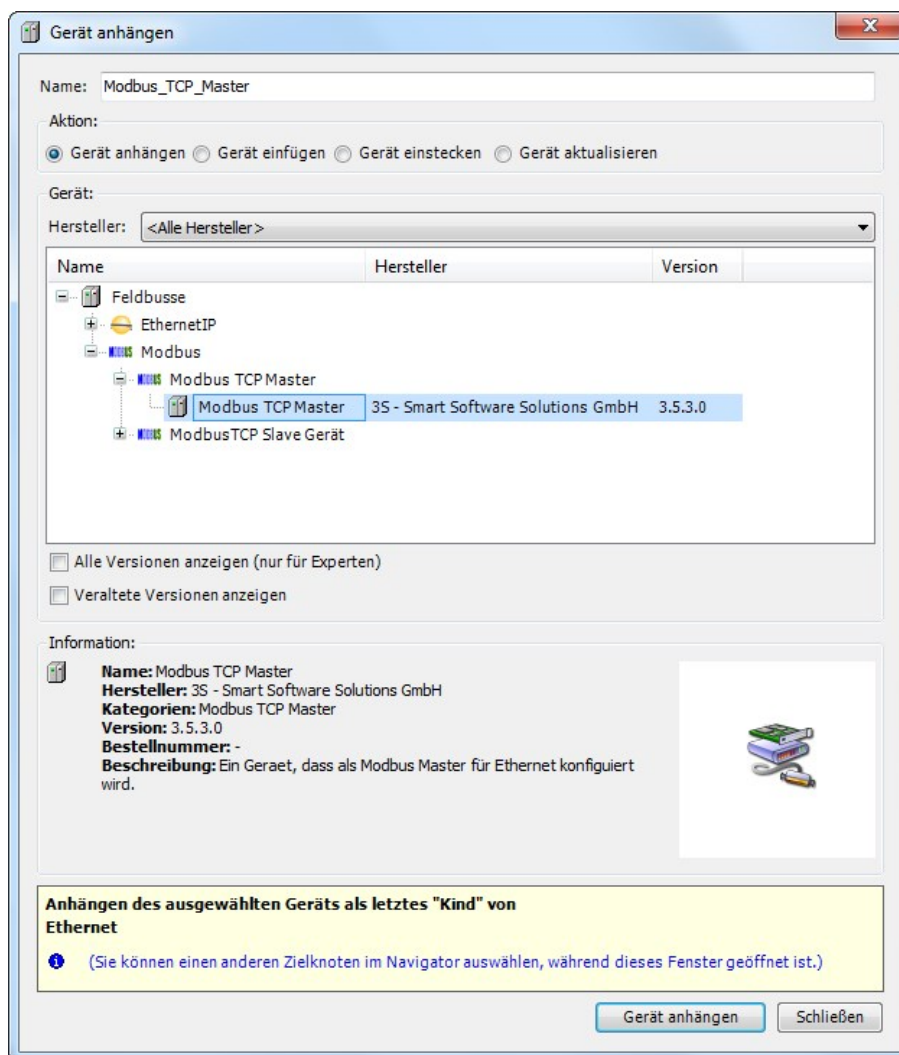 Gerät anhängen
Name: Modbus_TCP_Master
Aktion:
Gerät anhängen Gerät einfügen Gerät einstecken Gerät aktualisieren
Gerät:
Hersteller: <Alle Hersteller>
Name Hersteller Version
Feldbusse
EthernetIP
MODBUS Modbus
MODBUS Modbus TCP Master
Modbus TCP Master 3S - Smart Software Solutions GmbH 3.5.3.0
MODBUS ModbusTCP Slave Gerät
Alle Versionen anzeigen (nur für Experten)
Veraltete Versionen anzeigen
Information:
Name: Modbus TCP Master
Hersteller: 3S - Smart Software Solutions GmbH
Kategorien: Modbus TCP Master
Version: 3.5.3.0
Bestellnummer: -
Beschreibung: Ein Geraet, dass als Modbus Master für Ethernet konfiguiert
wird.
Anhängen des ausgewählten Geräts als letztes "Kind" von
Ethernet
(Sie können einen anderen Zielknoten im Navigator auswählen, während dieses Fenster geöffnet ist.)
Gerät anhängen Schließen